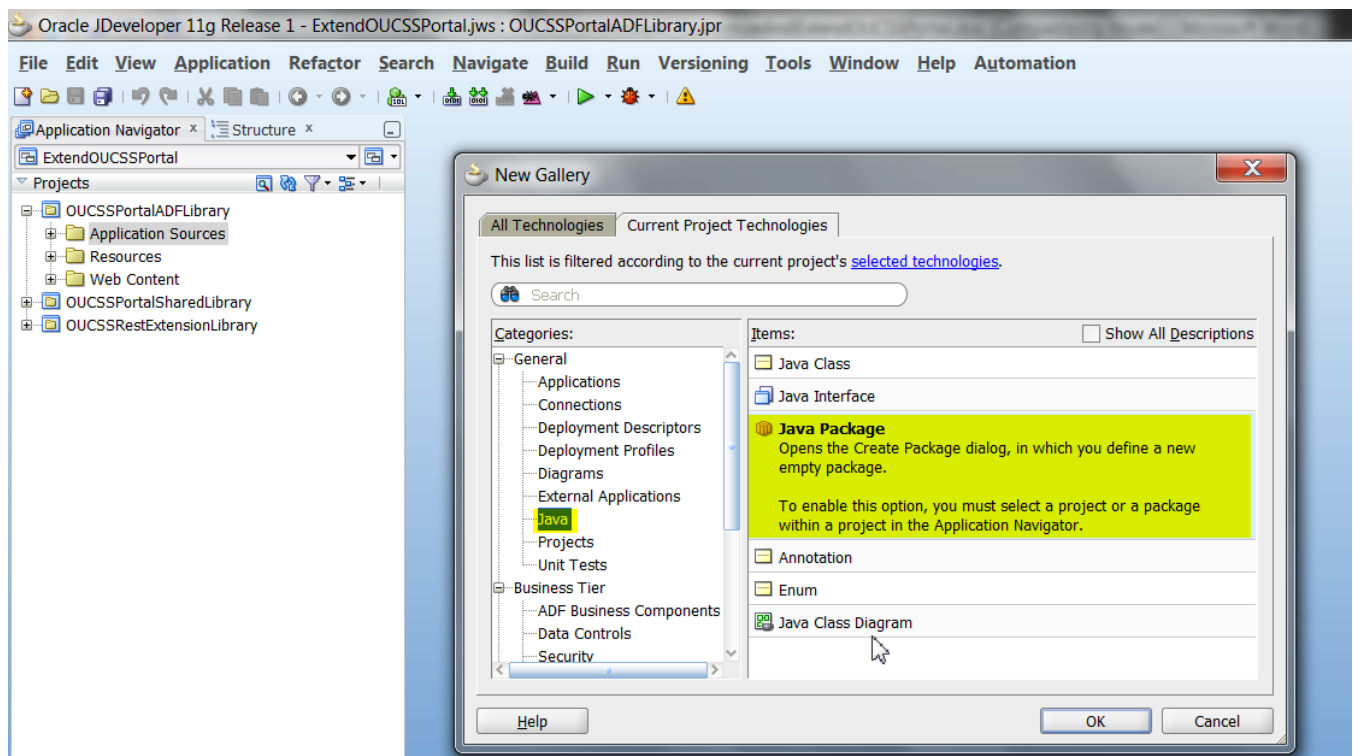 Oracle JDeveloper 11g Release 1 - ExtendOUCSSPortal.jws : OUCSSPortalADFLibrary.jpr
File Edit View Application Refactor Search Navigate Build Run Versioning Tools Window Help Automation
Application Navigator x Structure x
ExtendOUCSSPortal
Projects
OUCSSPortalADFLibrary
Application Sources
Resources
Web Content
OUCSSPortalSharedLibrary
OUCSSRestExtensionLibrary
New Gallery
All Technologies Current Project Technologies
This list is filtered according to the current project's selected technologies.
Search
Categories:
General
Applications
Connections
Deployment Descriptors
Deployment Profiles
Diagrams
External Applications
Java
Projects
Unit Tests
Business Tier
ADF Business Components
Data Controls
Security
Items: Show All Descriptions
Java Class
Java Interface
Java Package
Opens the Create Package dialog, in which you define a new
empty package.
To enable this option, you must select a project or a package
within a project in the Application Navigator.
Annotation
Enum
Java Class Diagram
Help OK Cancel